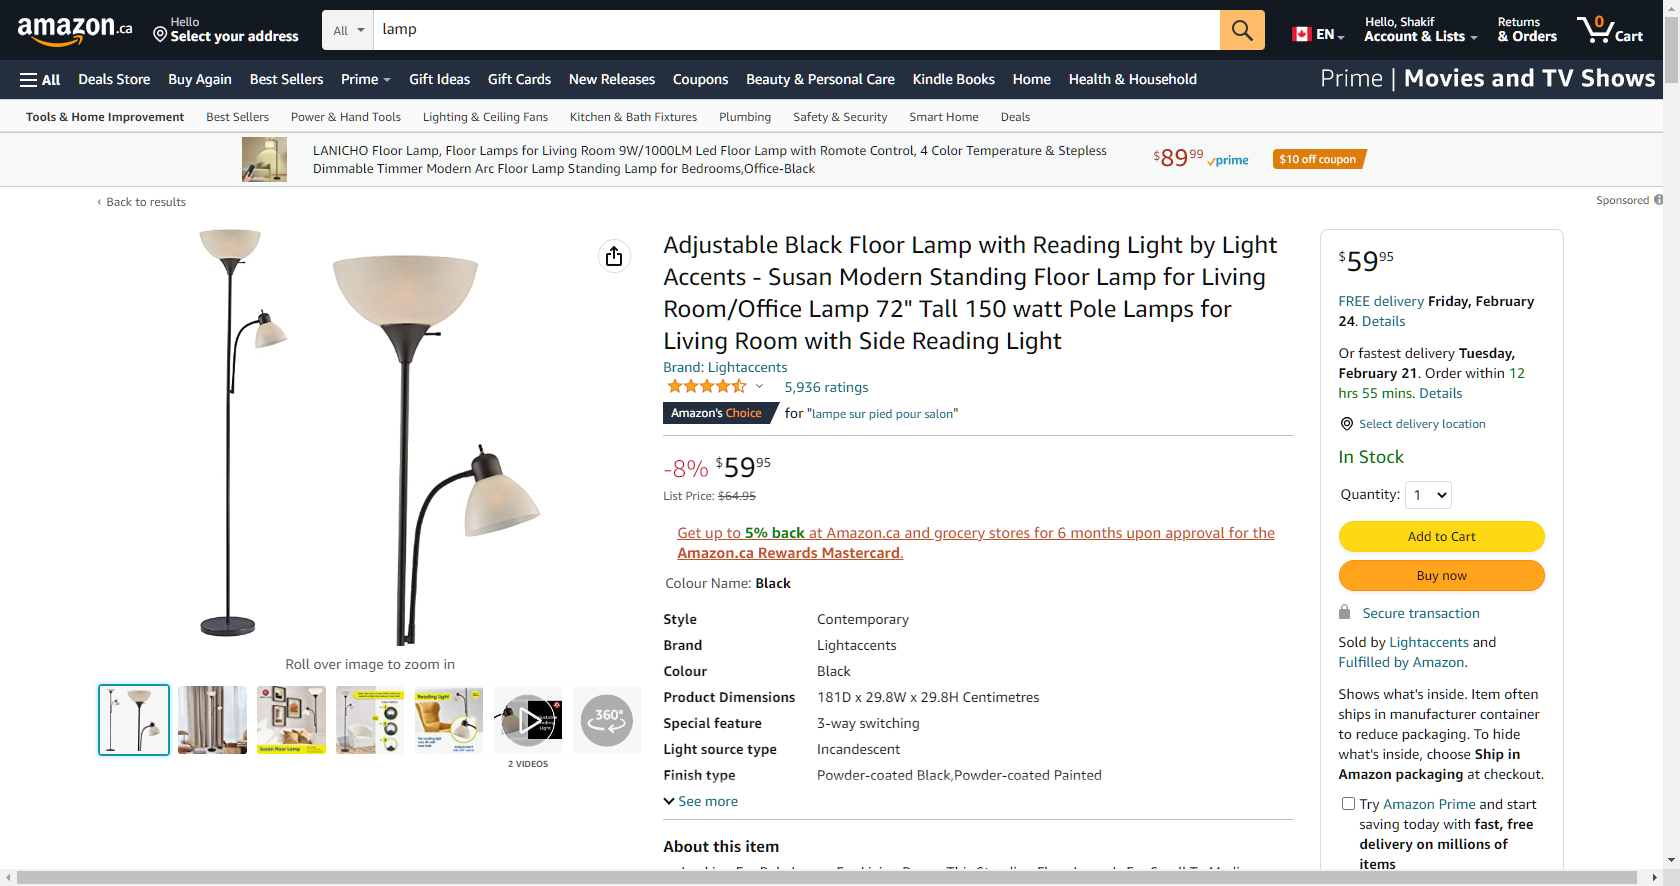 amazon.ca
Hello
Select your address
All
lamp
EN
Hello, Shakif
Account & Lists
Returns
& Orders
0
Cart
All
Deals Store
Buy Again
Best Sellers
Prime
Gift Ideas
Gift Cards
New Releases
Coupons
Beauty & Personal Care
Kindle Books
Home
Health & Household
Prime | Movies and TV Shows
Tools & Home Improvement
Best Sellers
Power & Hand Tools
Lighting & Ceiling Fans
Kitchen & Bath Fixtures
Plumbing
Safety & Security
Smart Home
Deals
LANICHO Floor Lamp, Floor Lamps for Living Room 9W/1000LM Led Floor Lamp with Romote Control, 4 Color Temperature & Stepless
Dimmable Timmer Modern Arc Floor Lamp Standing Lamp for Bedrooms,Office-Black
$89 99
prime
$10 off coupon
‹ Back to results
Sponsored
Roll over image to zoom in
Susan Floor Lamp
Reading Light
360°
2 VIDEOS
Adjustable Black Floor Lamp with Reading Light by Light
Accents - Susan Modern Standing Floor Lamp for Living
Room/Office Lamp 72" Tall 150 watt Pole Lamps for
Living Room with Side Reading Light
Brand: Lightaccents
5,936 ratings
Amazon's Choice
for "lampe sur pied pour salon"
-8% $59 95
List Price: $64.95
Get up to 5% back at Amazon.ca and grocery stores for 6 months upon approval for the
Amazon.ca Rewards Mastercard.
Colour Name: Black
Style Contemporary
Brand Lightaccents
Colour Black
Product Dimensions 181D x 29.8W x 29.8H Centimetres
Special feature 3-way switching
Light source type Incandescent
Finish type Powder-coated Black,Powder-coated Painted
See more
About this item
$59 95
FREE delivery Friday, February
24. Details
Or fastest delivery Tuesday,
February 21. Order within 12
hrs 55 mins. Details
Select delivery location
In Stock
Quantity: 1
Add to Cart
Buy now
Secure transaction
Sold by Lightaccents and
Fulfilled by Amazon.
Shows what's inside. Item often
ships in manufacturer container
to reduce packaging. To hide
what's inside, choose Ship in
Amazon packaging at checkout.
Try Amazon Prime and start
saving today with fast, free
delivery on millions of
items